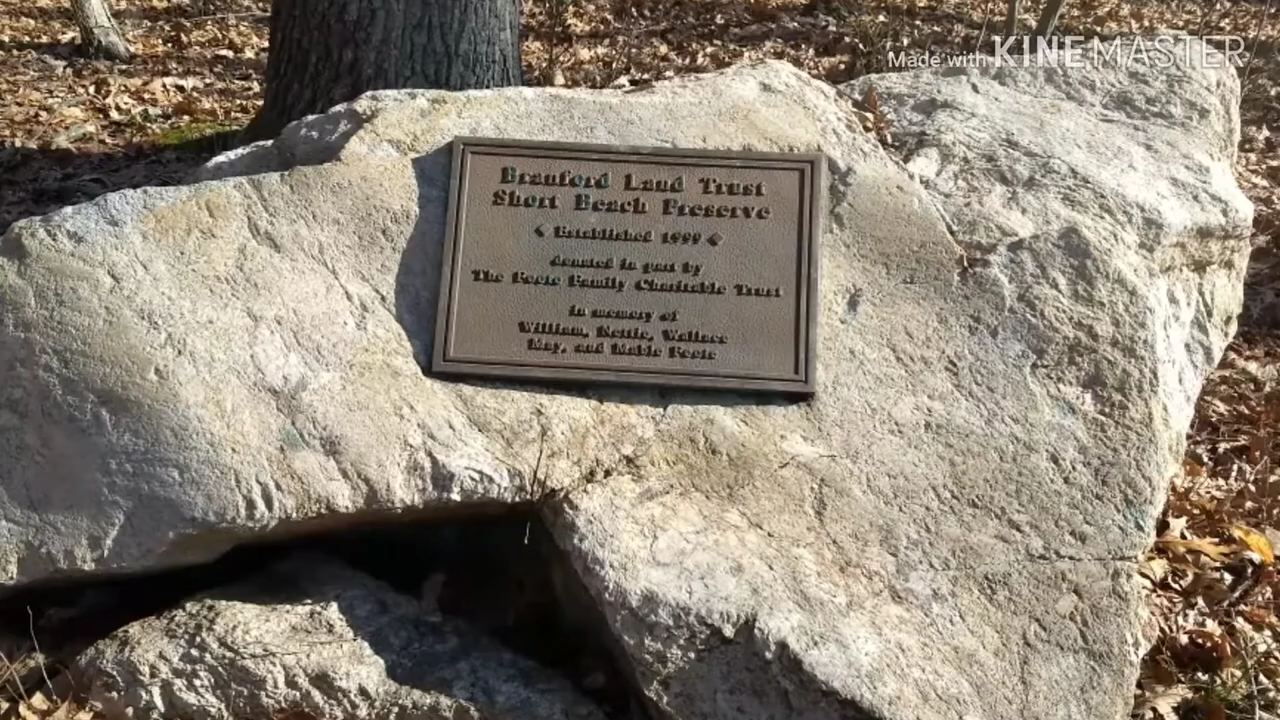 Made with KINEMASTER
Branford Land Trust
Short Beach Preserve
Established 1999
donated in part by
The Foote Family Charitable Trust
in memory of
William, Nettie, Wallace
May, and Mable Foote